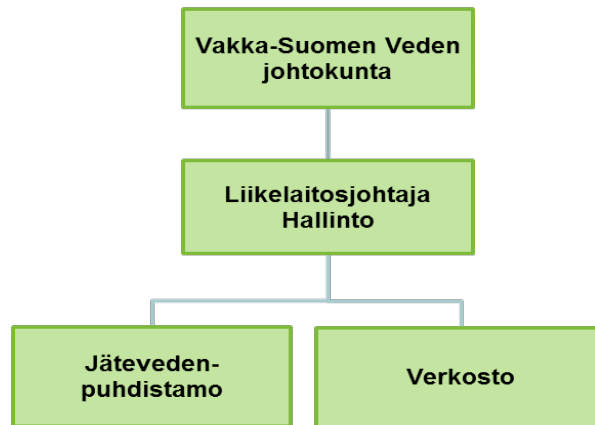 Vakka-Suomen Veden
johtokunta
Liikelaitosjohtaja
Hallinto
Jäteveden-
puhdistamo
Verkosto